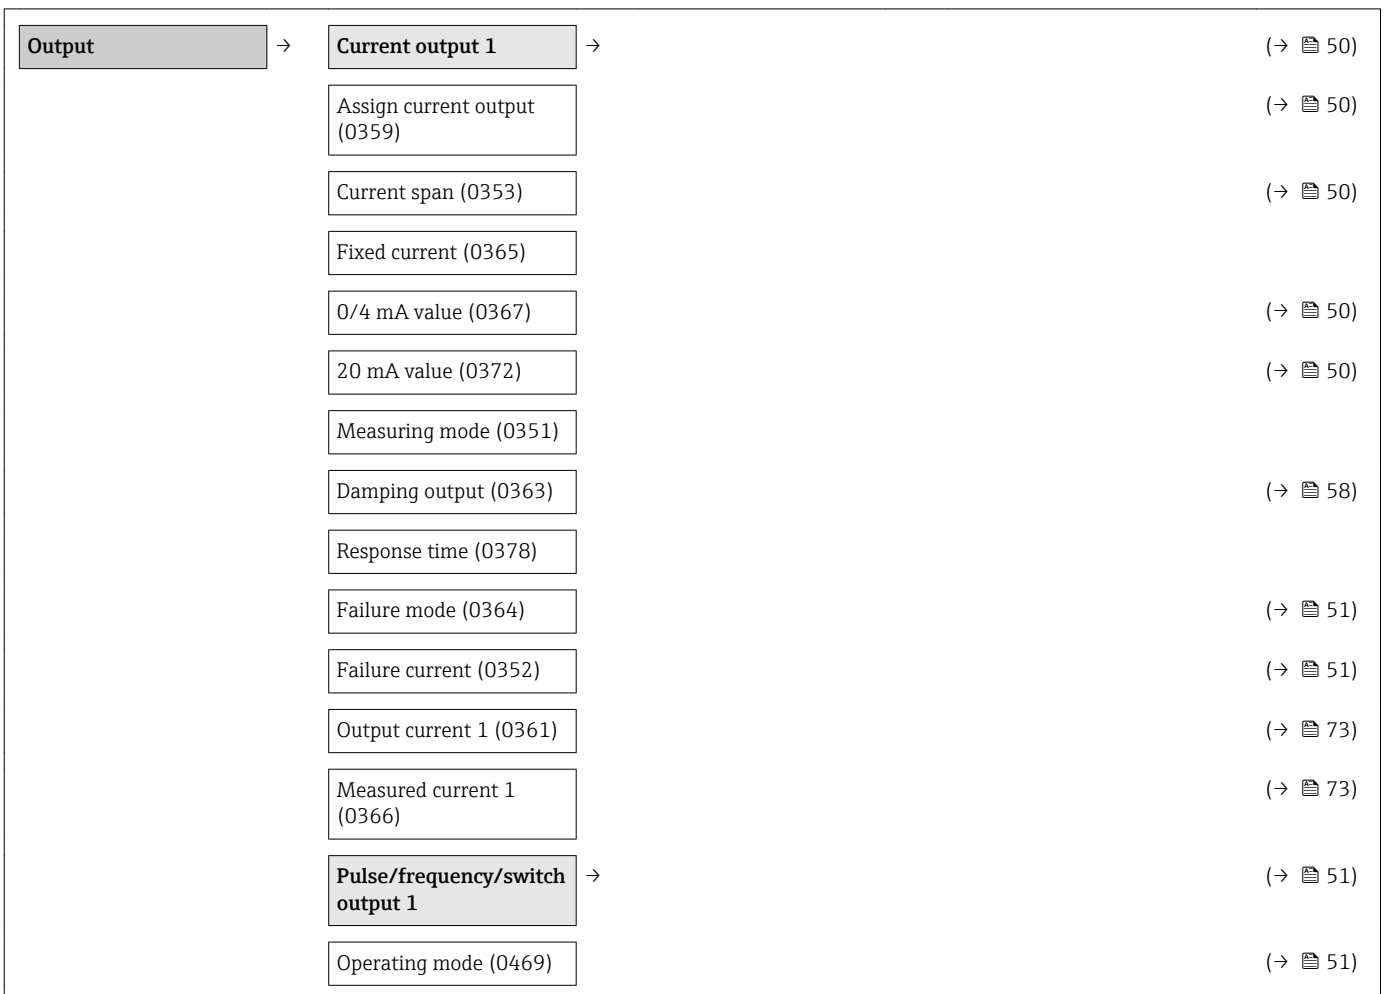 Output → Current output 1 → (→ 50)
Assign current output (→ 50)
(0359)
Current span (0353) (→ 50)
Fixed current (0365)
0/4 mA value (0367) (→ 50)
20 mA value (0372) (→ 50)
Measuring mode (0351)
Damping output (0363) (→ 58)
Response time (0378)
Failure mode (0364) (→ 51)
Failure current (0352) (→ 51)
Output current 1 (0361) (→ 73)
Measured current 1 (→ 73)
(0366)
Pulse/frequency/switch → (→ 51)
output 1
Operating mode (0469) (→ 51)